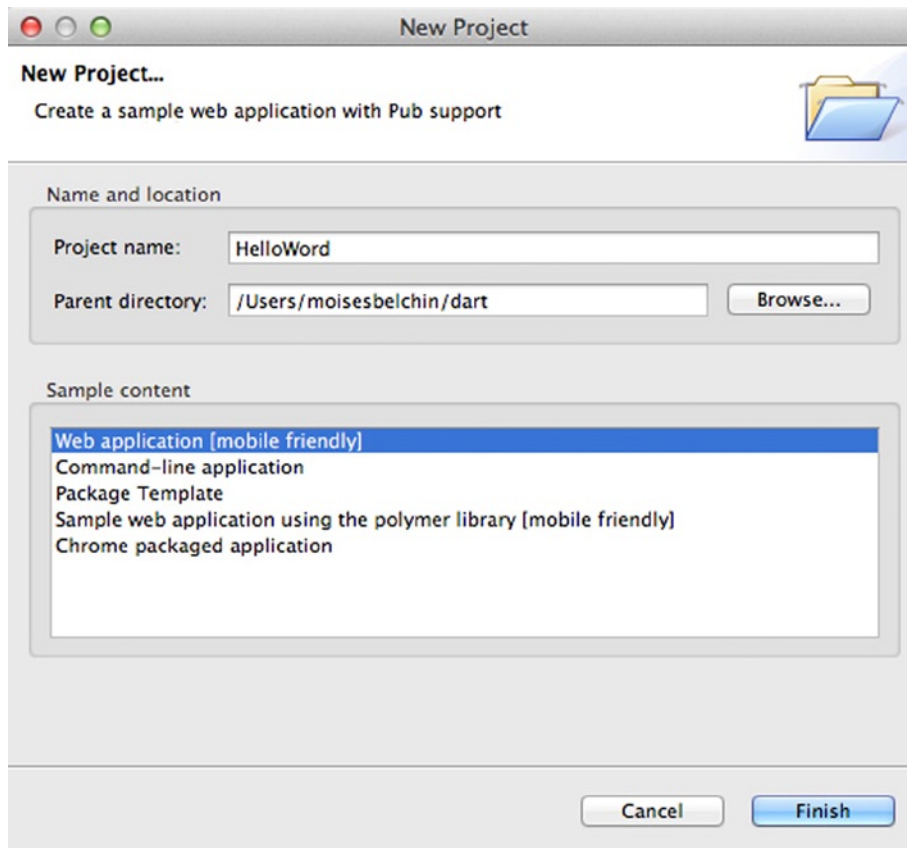 New Project
New Project...
Create a sample web application with Pub support
Name and location
Project name: HelloWord
Parent directory: /Users/moisesbelchin/dart Browse...
Sample content
Web application [mobile friendly]
Command-line application
Package Template
Sample web application using the polymer library [mobile friendly]
Chrome packaged application
Cancel Finish